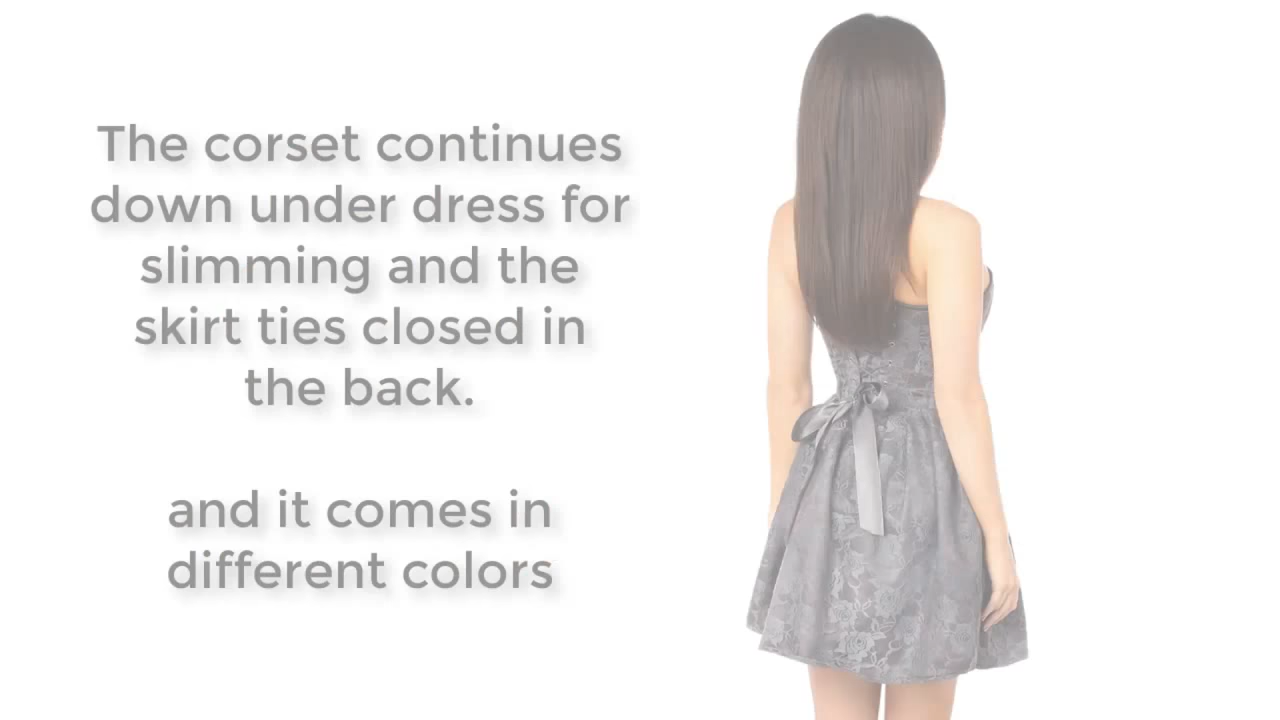 The corset continues
down under dress for
slimming and the
skirt ties closed in
the back.
and it comes in
different colors